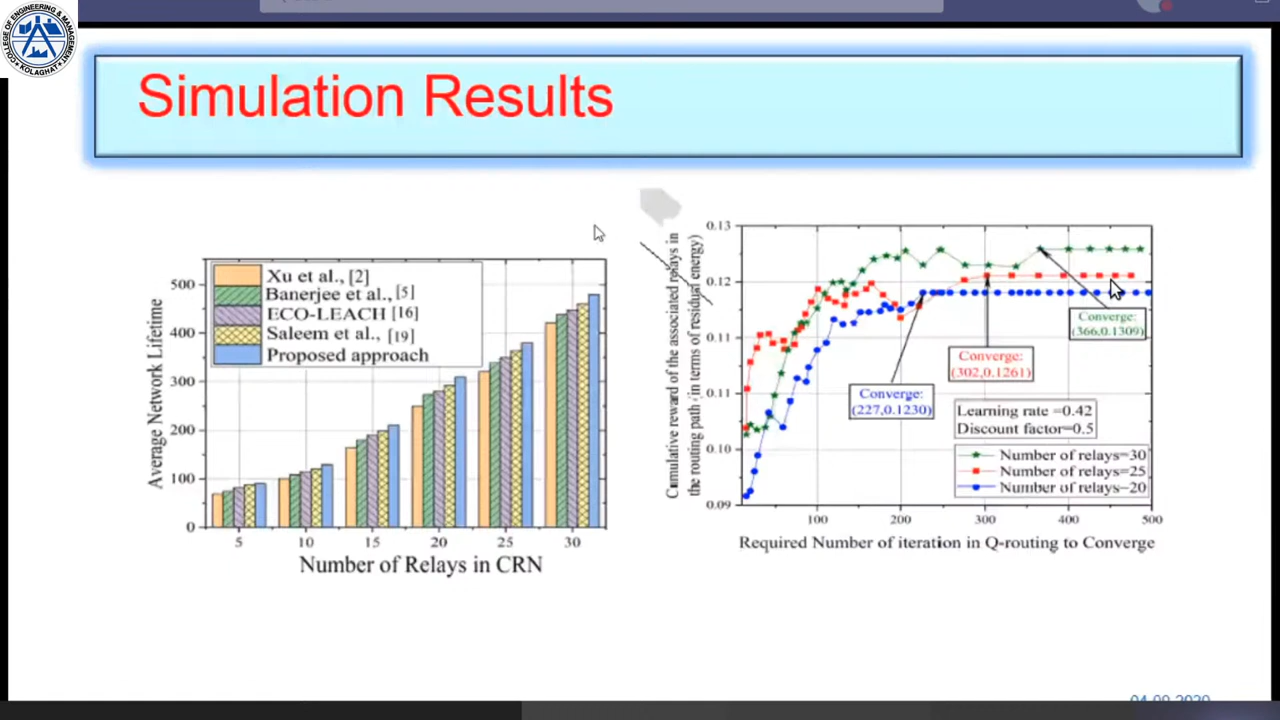 COLLEGE OF ENGINEERING & MANAGEMENT
KOLAGHAT
Simulation Results
Average Network Lifetime
500
400
300
200
100
0
Xu et al., [2]
Banerjee et al., [5]
ECO-LEACH [16]
Saleem et al., [19]
Proposed approach
5 10 15 20 25 30
Number of Relays in CRN
Cumulative reward of the associated relays in
the routing path (in terms of residual energy)
0.13
0.12
0.11
0.11
0.10
0.09
Converge:
(366,0.1309)
Converge:
(302,0.1261)
Converge:
(227,0.1230)
Learning rate =0.42
Discount factor=0.5
Number of relays=30
Number of relays=25
Number of relays=20
100 200 300 400 500
Required Number of iteration in Q-routing to Converge